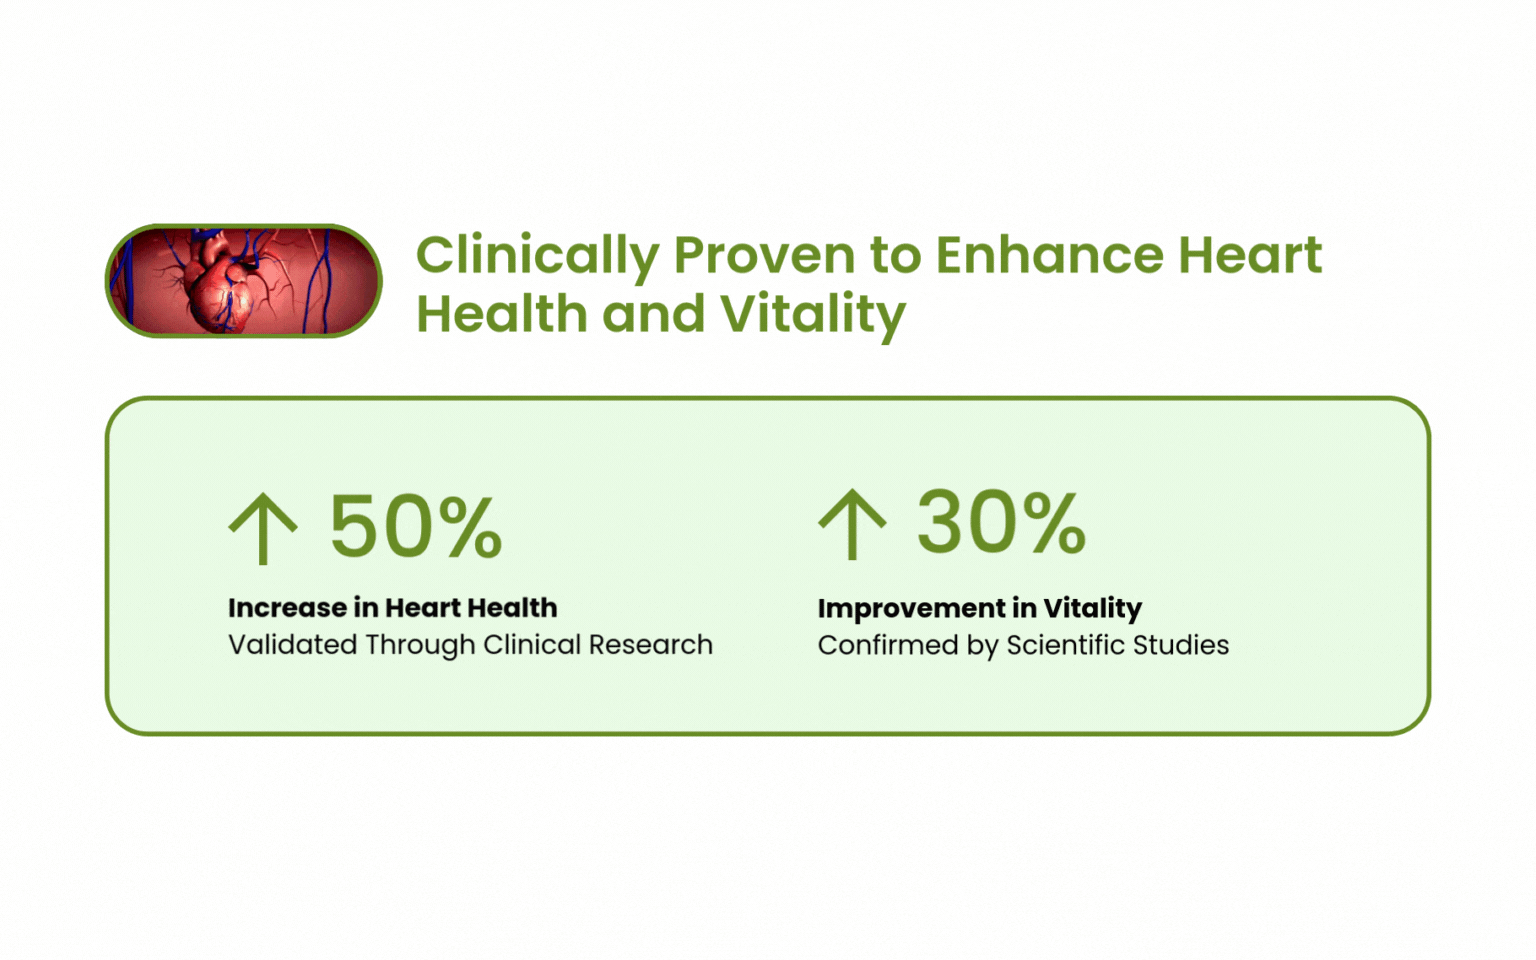 Clinically Proven to Enhance Heart
Health and Vitality
50%
Increase in Heart Health
Validated Through Clinical Research
30%
Improvement in Vitality
Confirmed by Scientific Studies